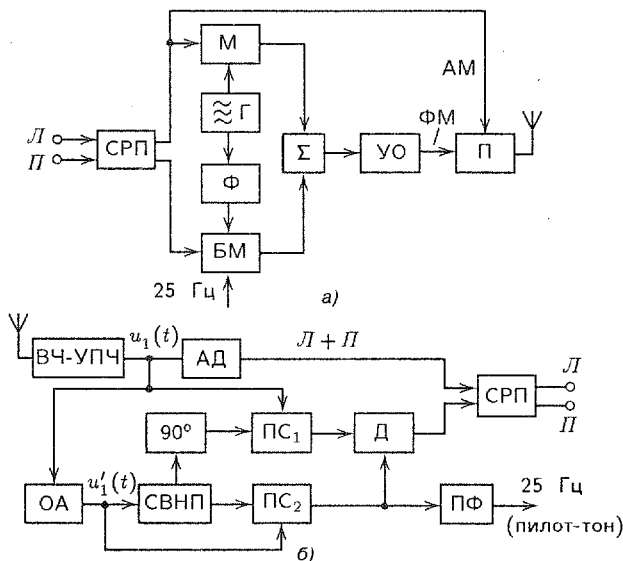 М
АМ
≈ Г
ФМ
Л
П
СРП
Σ
УО
П
Ф
БМ
25 Гц
а)
u₁(t)
Л + П
ВЧ-УПЧ
АД
Л
СРП
П
90°
ПС₁
Д
u′₁(t)
25 Гц
ОА
СВНП
ПС₂
ПФ
(пилот-тон)
б)